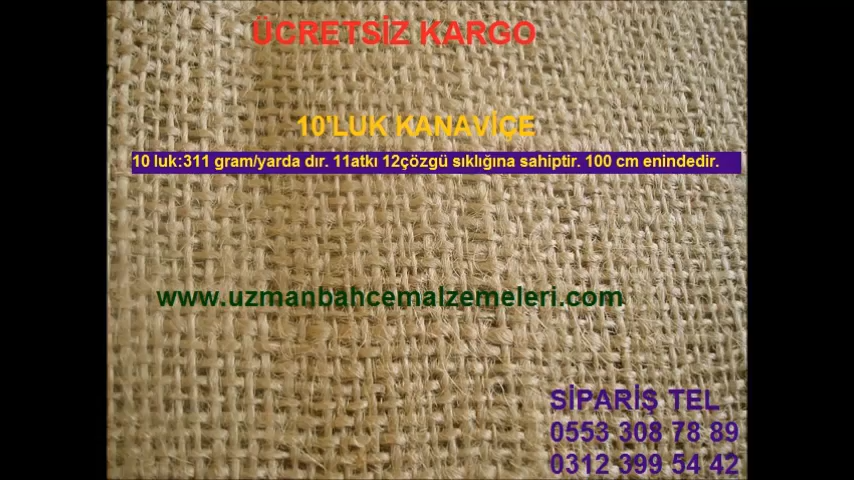 ÜCRETSİZ KARGO
10'LUK KANAVİÇE
10 luk:311 gram/yarda dır. 11atkı 12çözgü sıklığına sahiptir. 100 cm enindedir.
www.uzmanbahcemalzemeleri.com
SİPARİŞ TEL
0553 308 78 89
0312 399 54 42